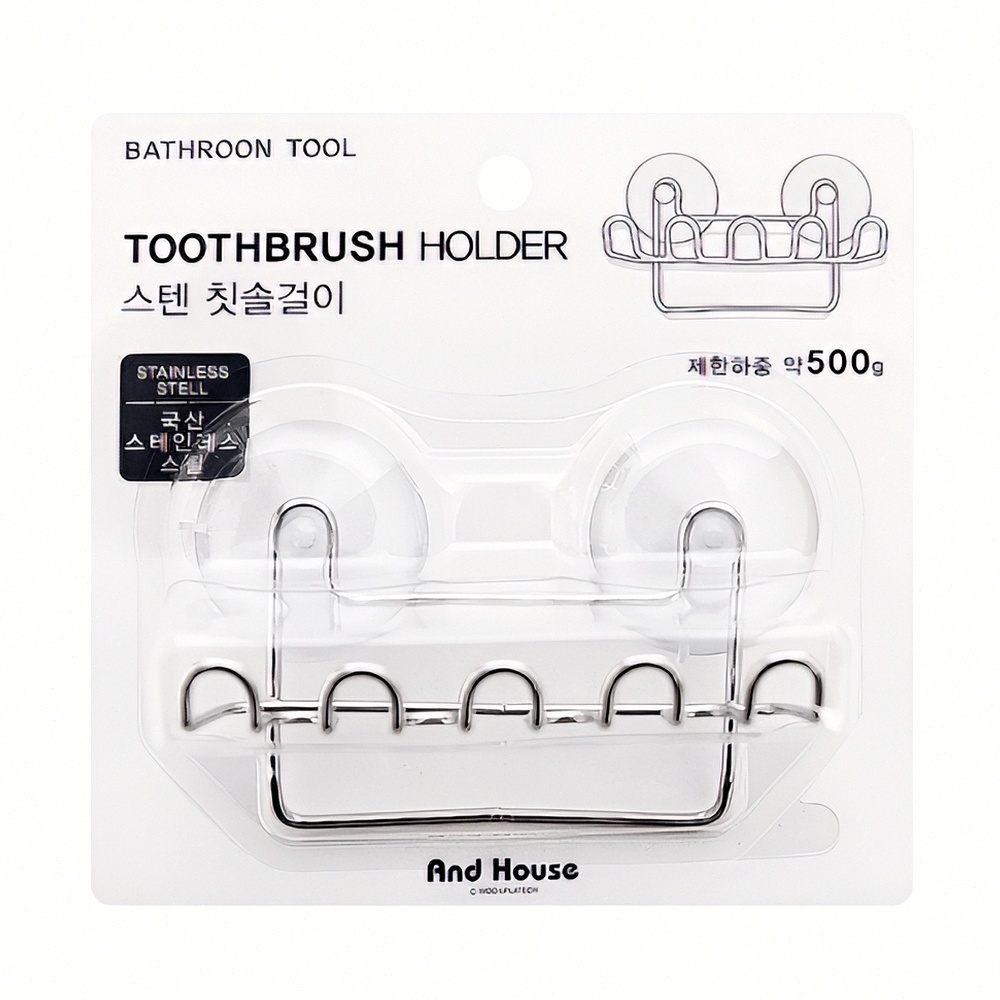 BATHROON TOOL
TOOTHBRUSH HOLDER
스텐 칫솔걸이
제한하중 약500g
STAINLESS
STELL
국산
스테인레스
스틸
And House